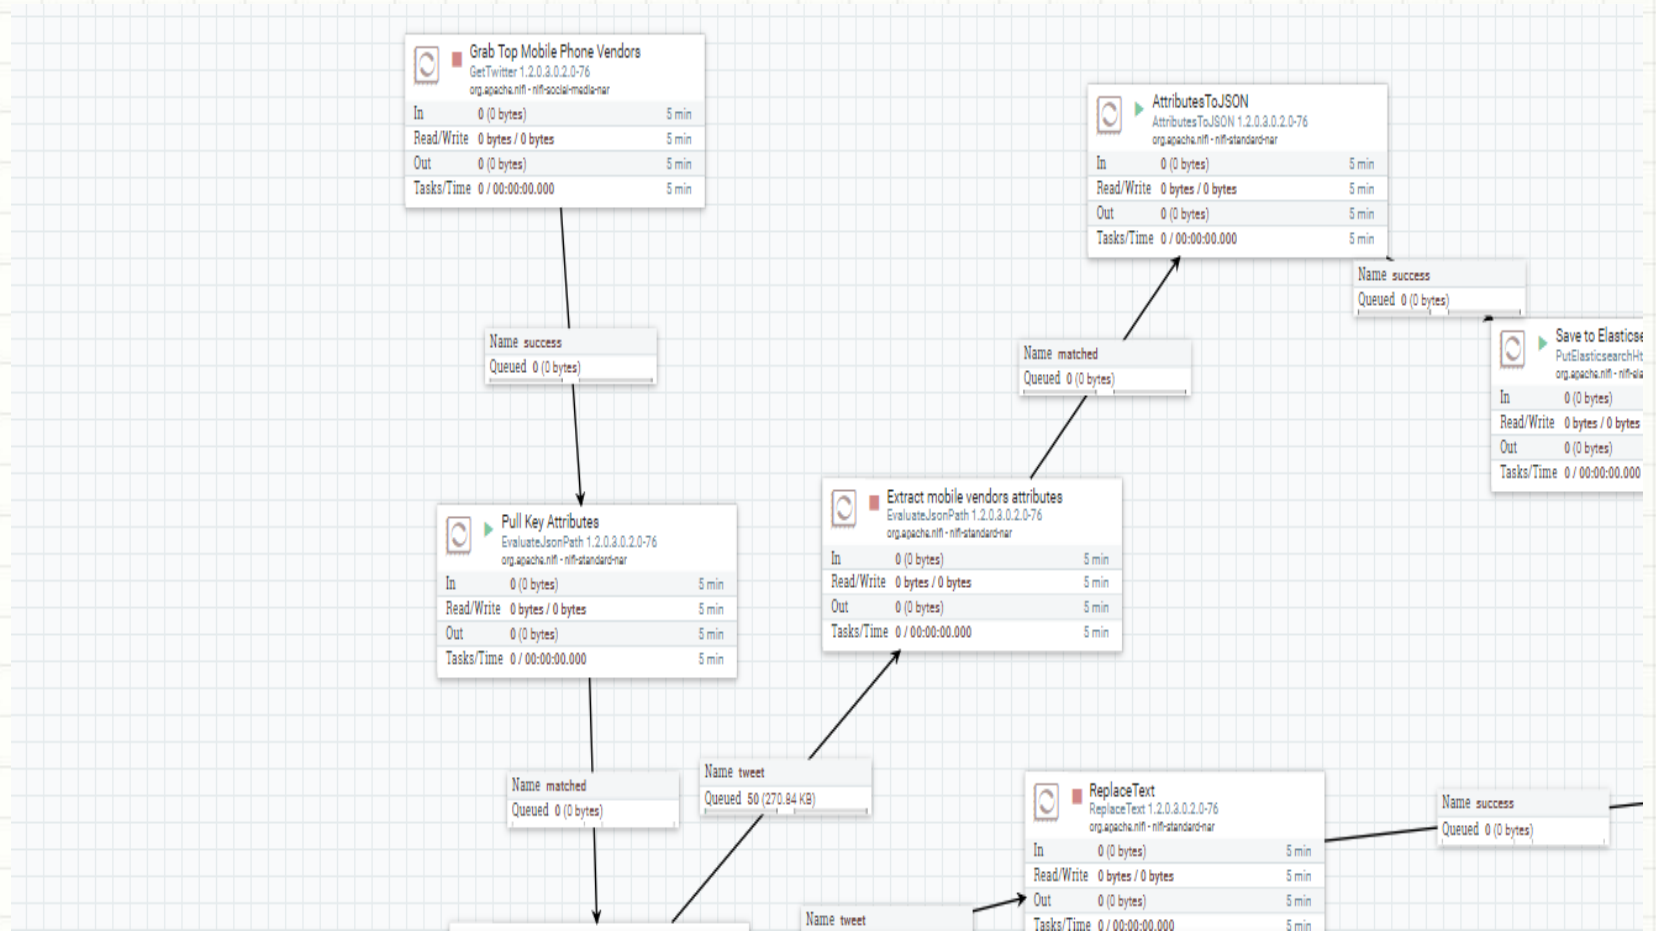 Grab Top Mobile Phone Vendors
GetTwitter 1.2.0.3.0.2.0-76
org.apache.nifi - nifi-social-media-nar
In 0 (0 bytes) 5 min
Read/Write 0 bytes / 0 bytes 5 min
Out 0 (0 bytes) 5 min
Tasks/Time 0 / 00:00:00.000 5 min
AttributesToJSON
AttributesToJSON 1.2.0.3.0.2.0-76
org.apache.nifi - nifi-standard-nar
In 0 (0 bytes) 5 min
Read/Write 0 bytes / 0 bytes 5 min
Out 0 (0 bytes) 5 min
Tasks/Time 0 / 00:00:00.000 5 min
Name success
Queued 0 (0 bytes)
Name success
Queued 0 (0 bytes)
Name matched
Queued 0 (0 bytes)
Save to Elasticse
PutElasticsearchHt
org.apache.nifi - nifi-ela
In 0 (0 bytes)
Read/Write 0 bytes / 0 bytes
Out 0 (0 bytes)
Tasks/Time 0 / 00:00:00.000
Pull Key Attributes
EvaluateJsonPath 1.2.0.3.0.2.0-76
org.apache.nifi - nifi-standard-nar
In 0 (0 bytes) 5 min
Read/Write 0 bytes / 0 bytes 5 min
Out 0 (0 bytes) 5 min
Tasks/Time 0 / 00:00:00.000 5 min
Extract mobile vendors attributes
EvaluateJsonPath 1.2.0.3.0.2.0-76
org.apache.nifi - nifi-standard-nar
In 0 (0 bytes) 5 min
Read/Write 0 bytes / 0 bytes 5 min
Out 0 (0 bytes) 5 min
Tasks/Time 0 / 00:00:00.000 5 min
Name matched
Queued 0 (0 bytes)
Name tweet
Queued 50 (270.84 KB)
ReplaceText
ReplaceText 1.2.0.3.0.2.0-76
org.apache.nifi - nifi-standard-nar
In 0 (0 bytes) 5 min
Read/Write 0 bytes / 0 bytes 5 min
Out 0 (0 bytes) 5 min
Tasks/Time 0 / 00:00:00.000 5 min
Name success
Queued 0 (0 bytes)
Name tweet